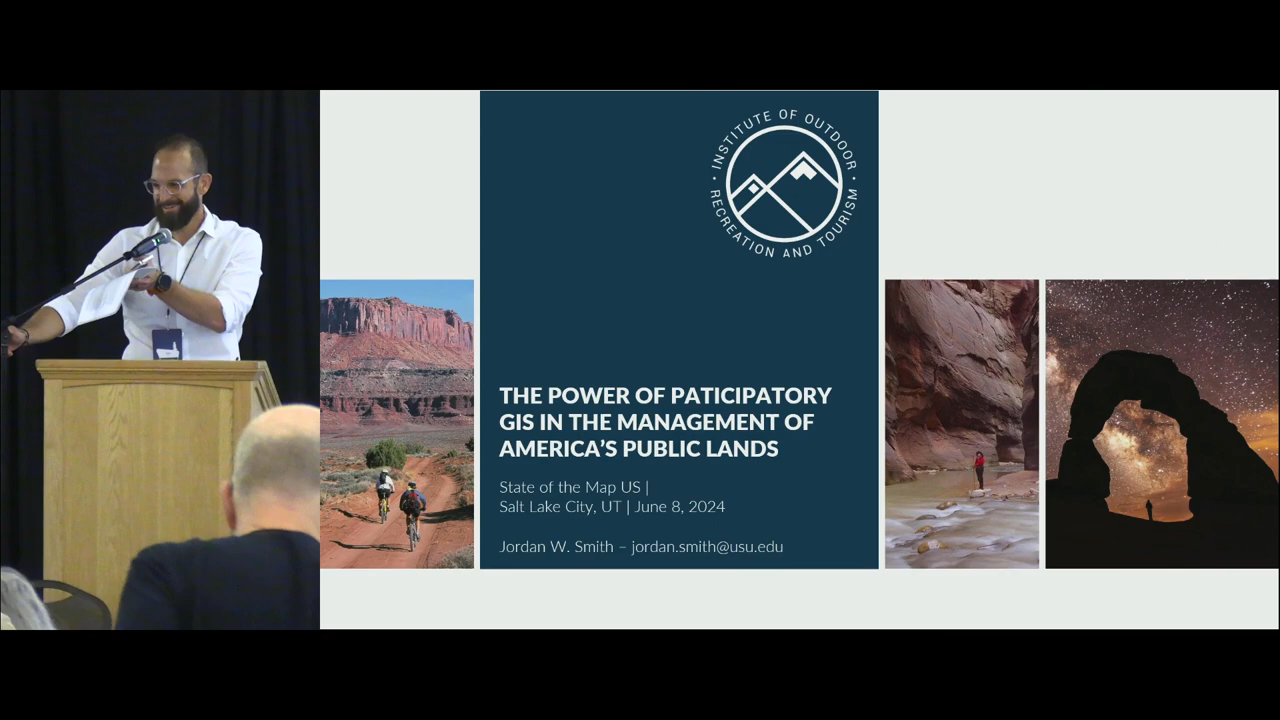 INSTITUTE OF OUTDOOR
RECREATION AND TOURISM
THE POWER OF PATICIPATORY
GIS IN THE MANAGEMENT OF
AMERICA'S PUBLIC LANDS
State of the Map US |
Salt Lake City, UT | June 8, 2024
Jordan W. Smith – jordan.smith@usu.edu